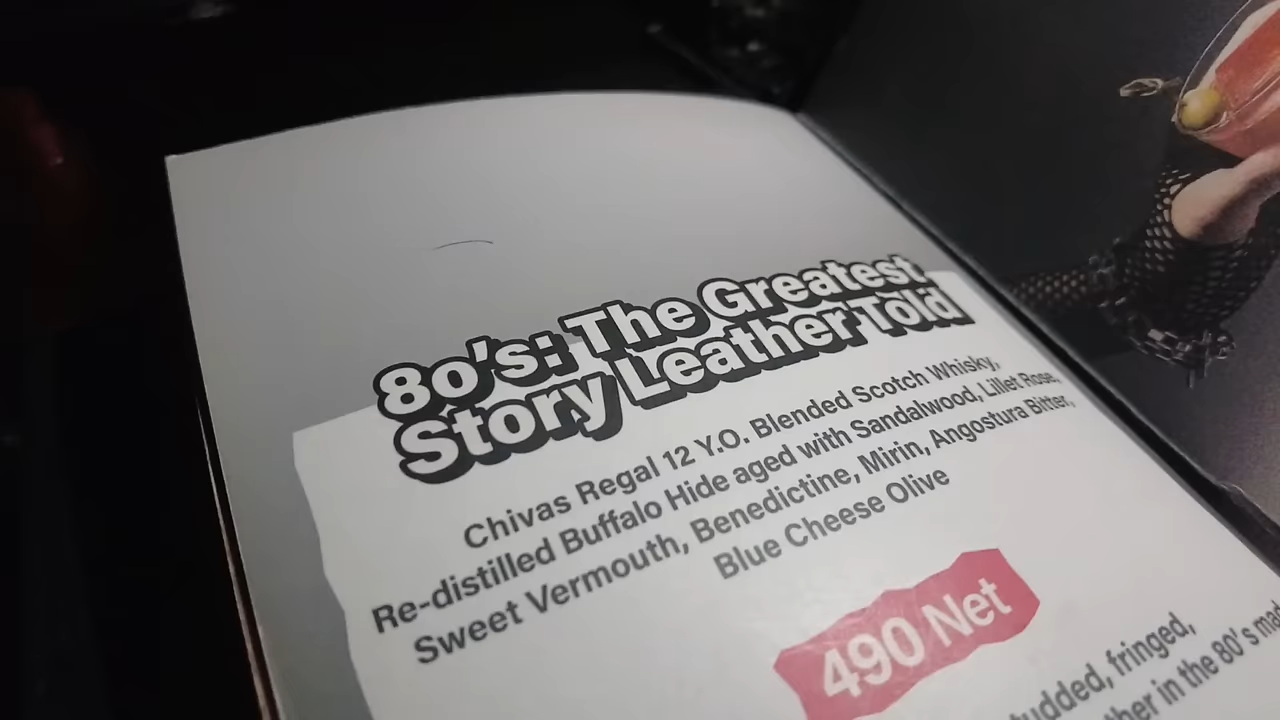 80's: The Greatest
Story Leather Told
Chivas Regal 12 Y.O. Blended Scotch Whisky,
Re-distilled Buffalo Hide aged with Sandalwood, Lillet Rose,
Sweet Vermouth, Benedictine, Mirin, Angostura Bitter,
Blue Cheese Olive
490 Net
fringed,
in the 80's